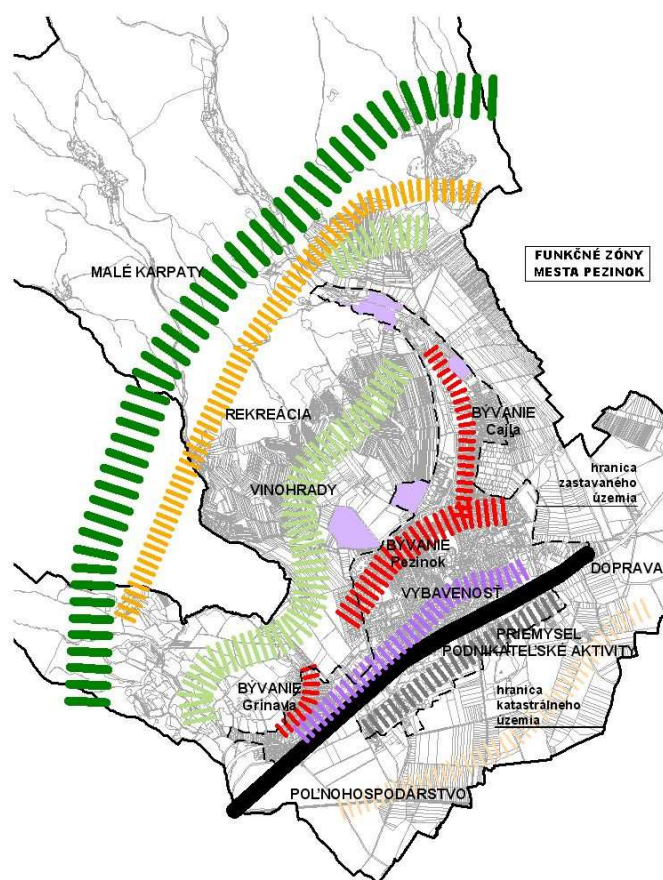 FUNKČNÉ ZÓNY
MESTA PEZINOK
MALÉ KARPATY
REKREÁCIA
BÝVANIE
Cajla
hranica
zastavaného
územia
VINOHRADY
BÝVANIE
Pezinok
DOPRAVA
VYBAVENOSŤ
PRIEMYSEL
PODNIKATEĽSKÉ AKTIVITY
BÝVANIE
Grinava
hranica
katastrálneho
územia
POĽNOHOSPODÁRSTVO